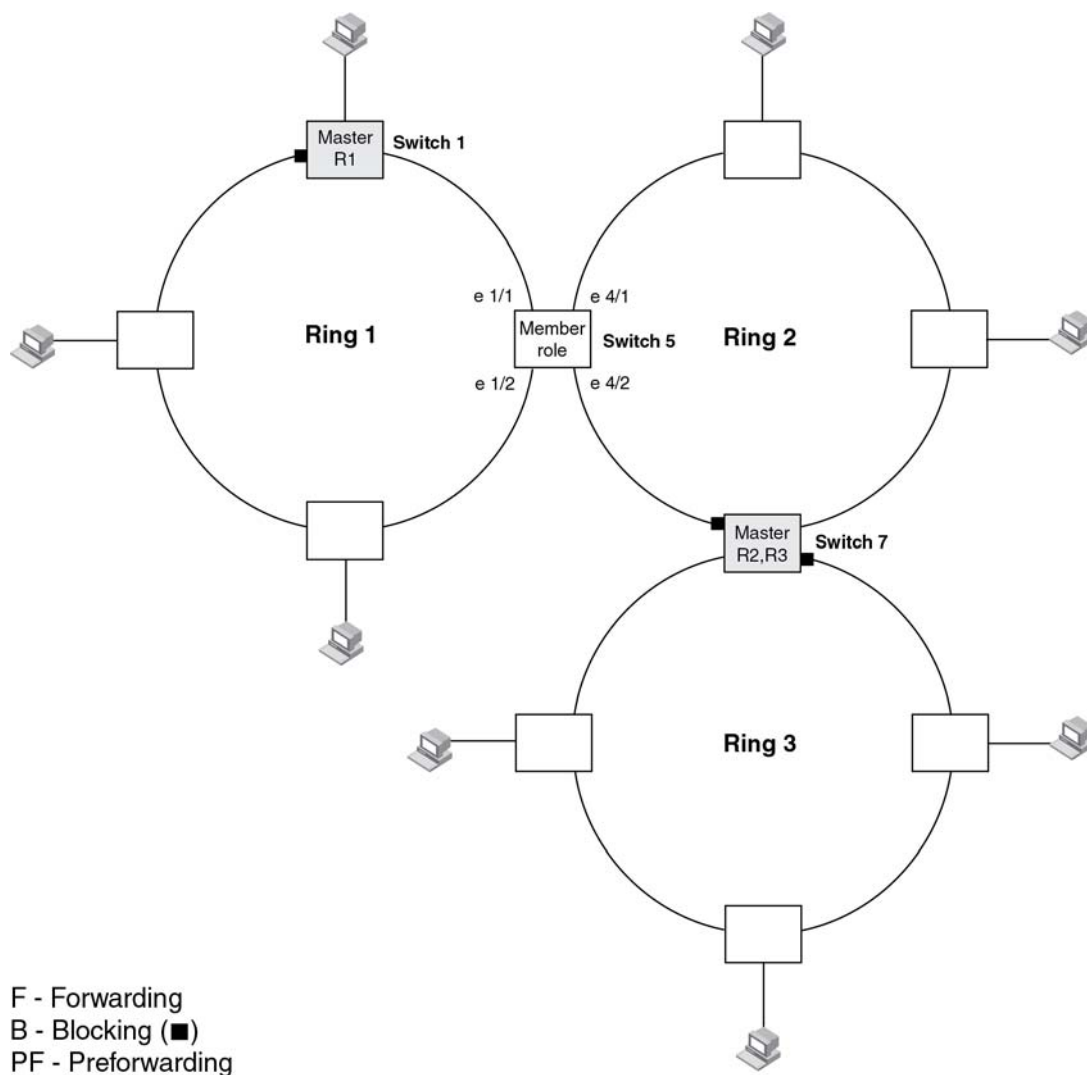 Master
R1
Switch 1
e 1/1
e 4/1
Ring 1
Member
role
Switch 5
Ring 2
e 1/2
e 4/2
Master
R2,R3
Switch 7
Ring 3
F - Forwarding
B - Blocking (■)
PF - Preforwarding